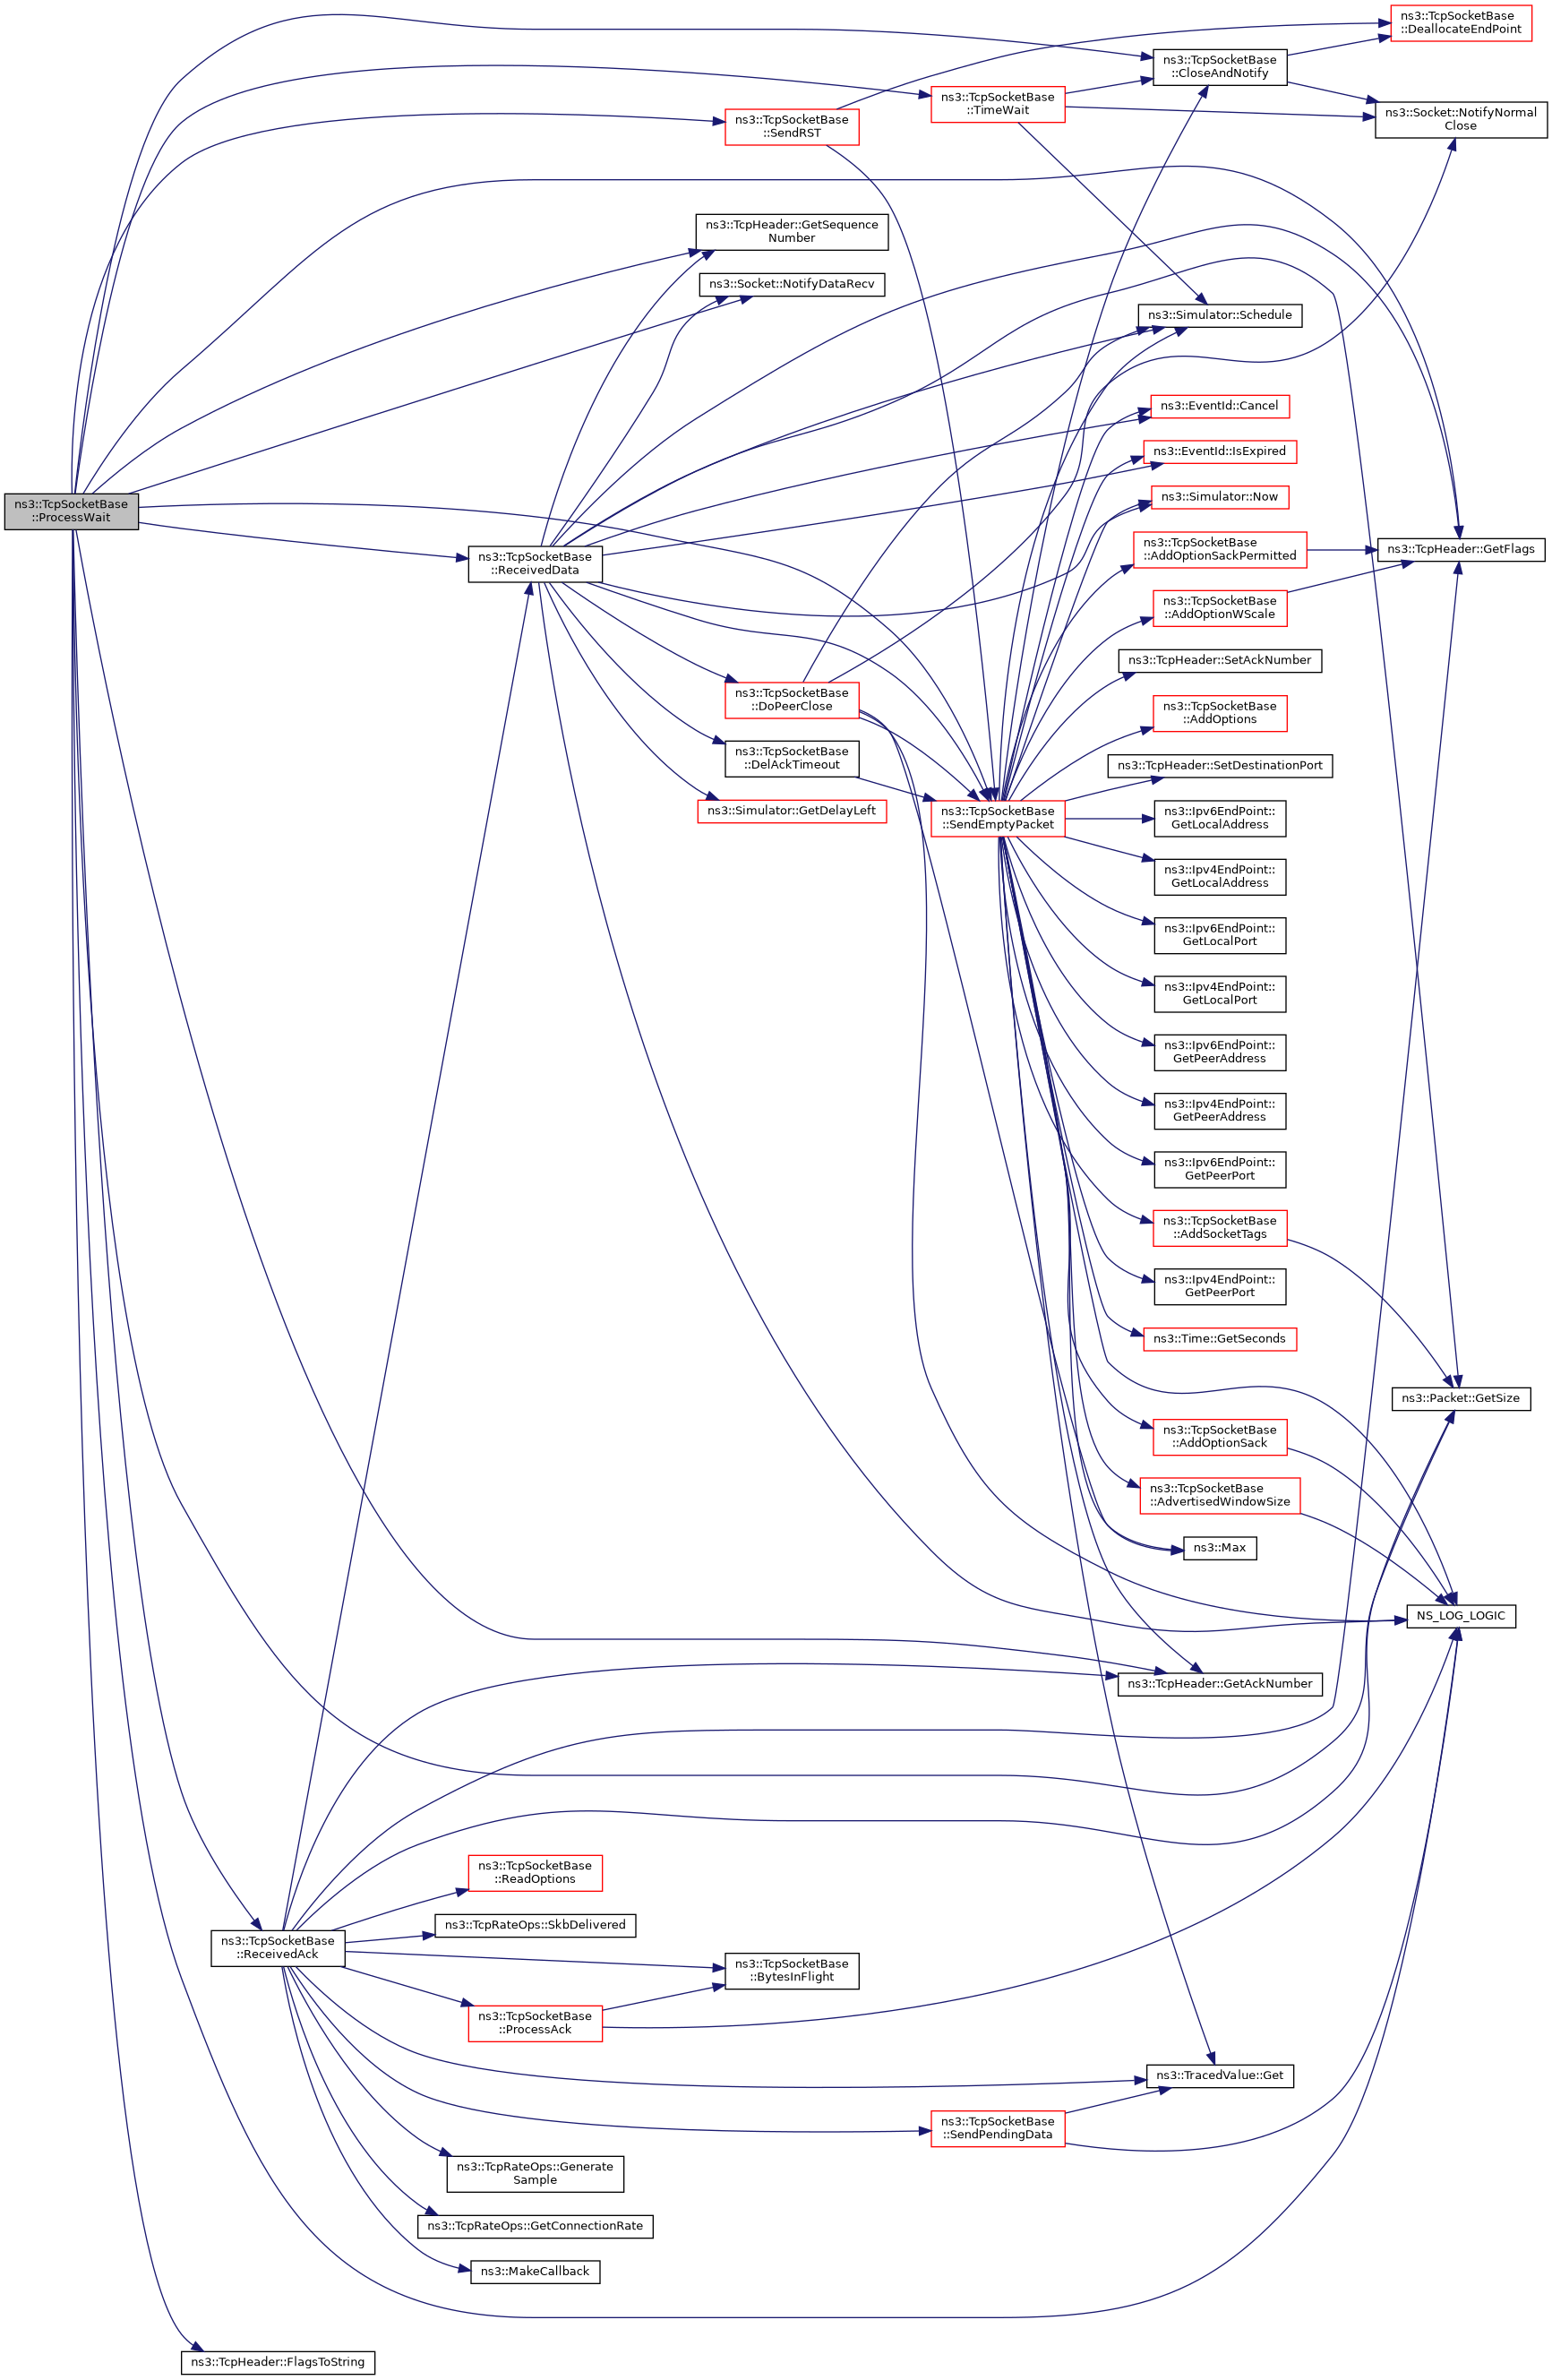 ns3::TcpSocketBase
::DeallocateEndPoint
ns3::TcpSocketBase
::CloseAndNotify
ns3::TcpSocketBase
::TimeWait
ns3::Socket::NotifyNormal
Close
ns3::TcpSocketBase
::SendRST
ns3::TcpHeader::GetSequence
Number
ns3::Socket::NotifyDataRecv
ns3::Simulator::Schedule
ns3::EventId::Cancel
ns3::EventId::IsExpired
ns3::Simulator::Now
ns3::TcpSocketBase
::ProcessWait
ns3::TcpSocketBase
::ReceivedData
ns3::TcpSocketBase
::AddOptionSackPermitted
ns3::TcpHeader::GetFlags
ns3::TcpSocketBase
::AddOptionWScale
ns3::TcpHeader::SetAckNumber
ns3::TcpSocketBase
::DoPeerClose
ns3::TcpSocketBase
::AddOptions
ns3::TcpSocketBase
::DelAckTimeout
ns3::TcpHeader::SetDestinationPort
ns3::Simulator::GetDelayLeft
ns3::TcpSocketBase
::SendEmptyPacket
ns3::Ipv6EndPoint::
GetLocalAddress
ns3::Ipv4EndPoint::
GetLocalAddress
ns3::Ipv6EndPoint::
GetLocalPort
ns3::Ipv4EndPoint::
GetLocalPort
ns3::Ipv6EndPoint::
GetPeerAddress
ns3::Ipv4EndPoint::
GetPeerAddress
ns3::Ipv6EndPoint::
GetPeerPort
ns3::TcpSocketBase
::AddSocketTags
ns3::Ipv4EndPoint::
GetPeerPort
ns3::Time::GetSeconds
ns3::Packet::GetSize
ns3::TcpSocketBase
::AddOptionSack
ns3::TcpSocketBase
::AdvertisedWindowSize
ns3::Max
NS_LOG_LOGIC
ns3::TcpHeader::GetAckNumber
ns3::TcpSocketBase
::ReadOptions
ns3::TcpRateOps::SkbDelivered
ns3::TcpSocketBase
::ReceivedAck
ns3::TcpSocketBase
::BytesInFlight
ns3::TcpSocketBase
::ProcessAck
ns3::TracedValue::Get
ns3::TcpSocketBase
::SendPendingData
ns3::TcpRateOps::Generate
Sample
ns3::TcpRateOps::GetConnectionRate
ns3::MakeCallback
ns3::TcpHeader::FlagsToString